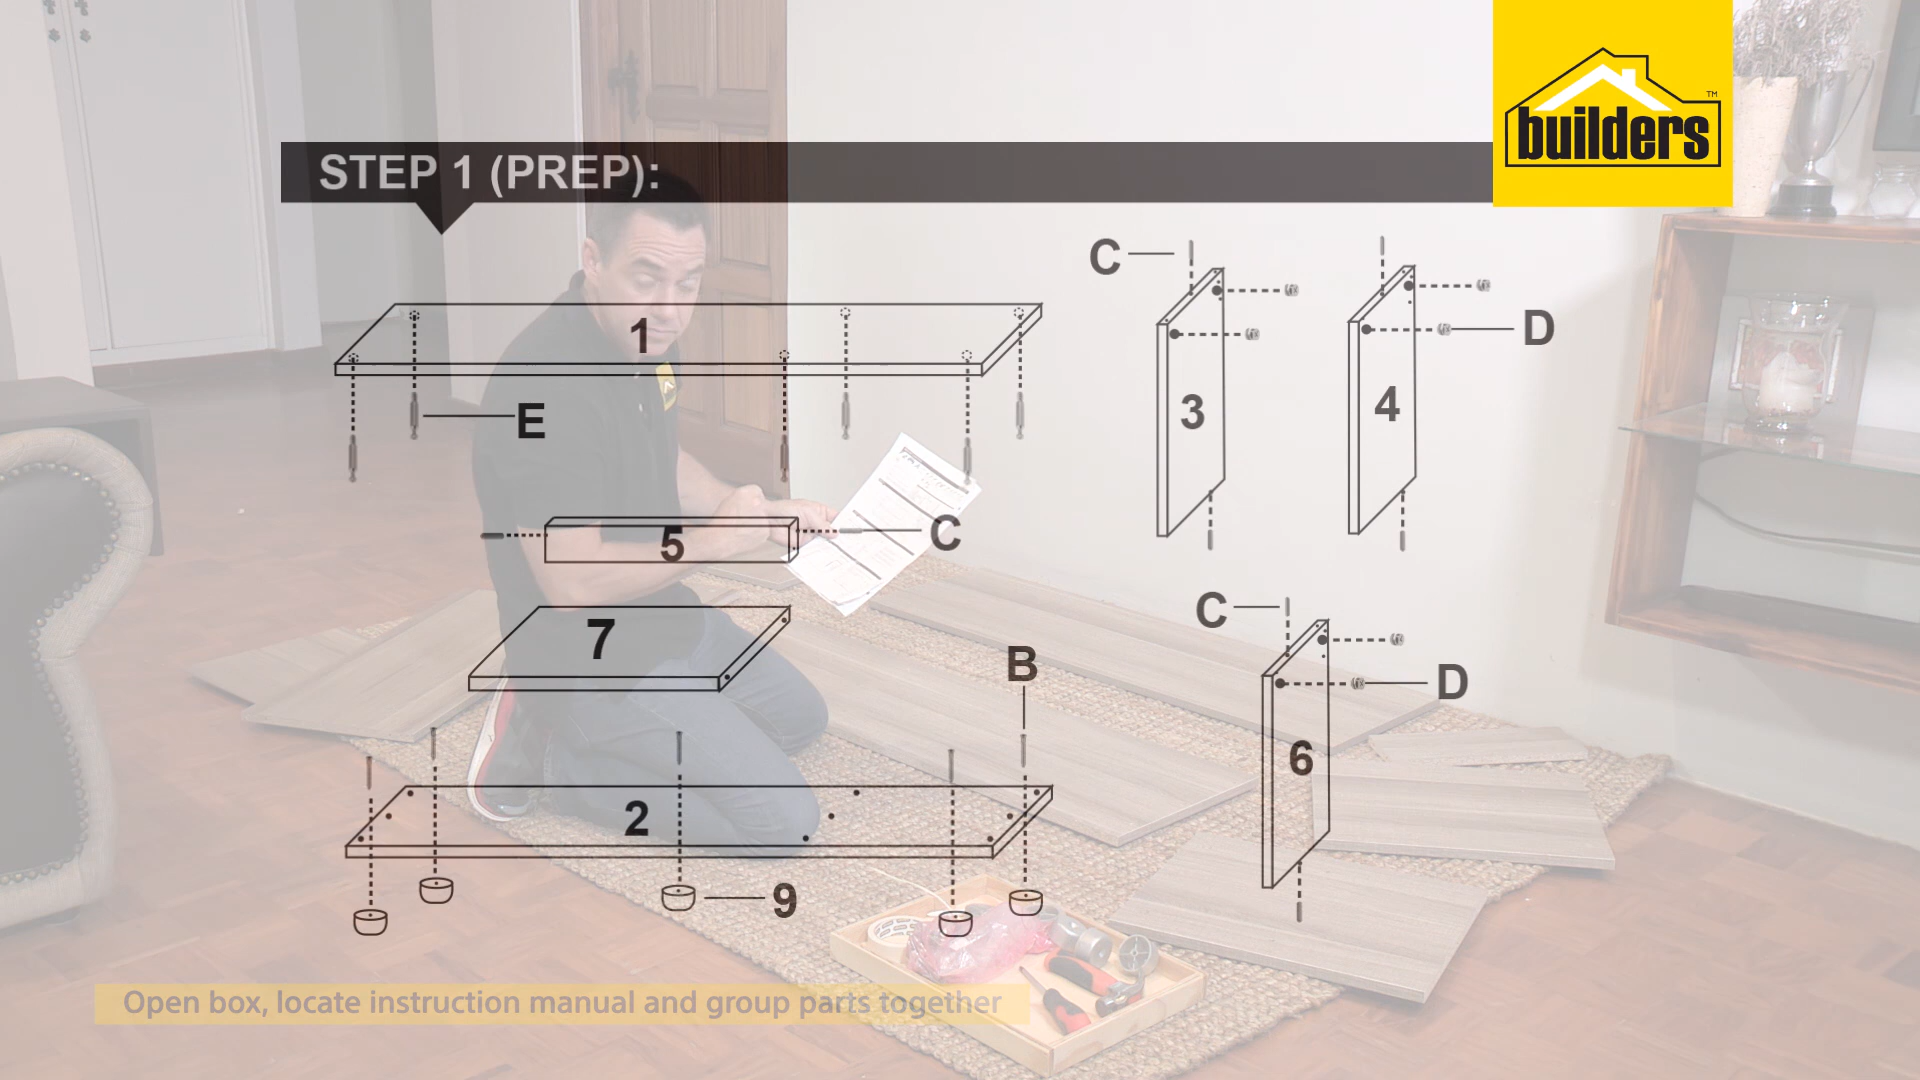 builders
TM
STEP 1 (PREP):
1
E
C
3
4
D
5
C
7
B
C
D
6
2
9
Open box, locate instruction manual and group parts together